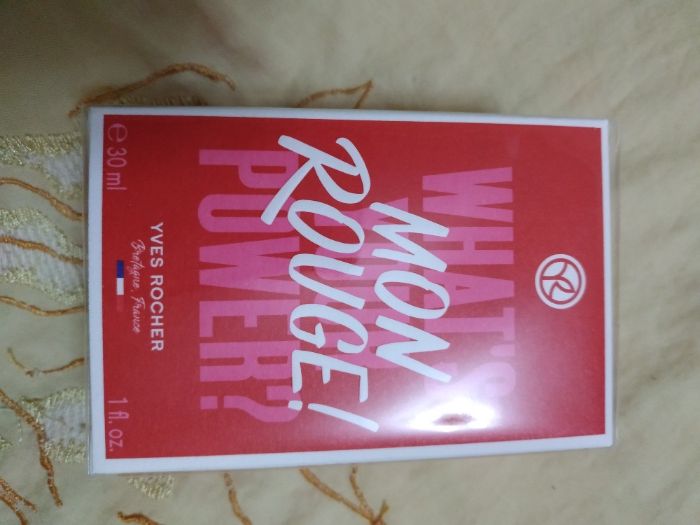 WHAT'S
YOUR
POWER?
MON
ROUGE!
YVES ROCHER
Bretagne, France
e 30 ml
1 fl. oz.